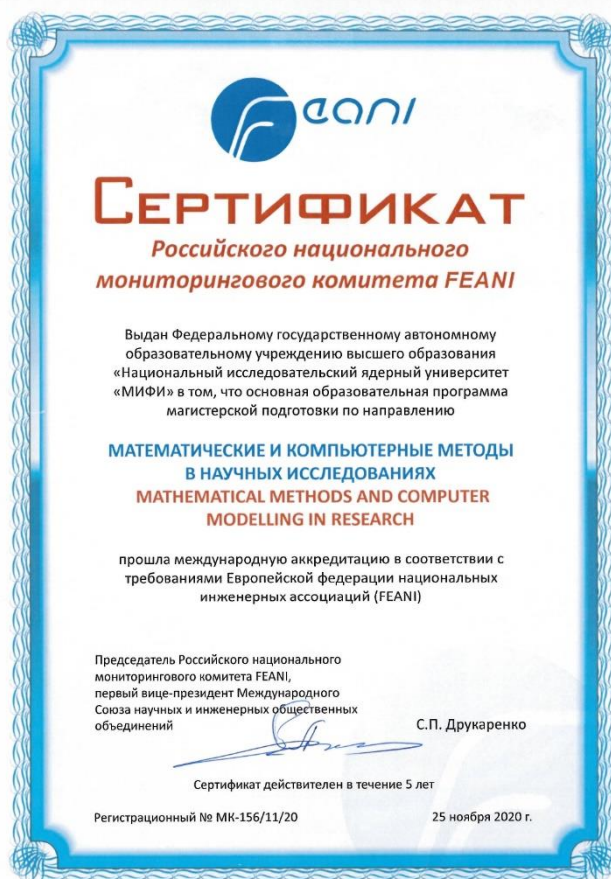 feani
СЕРТИФИКАТ
Российского национального
мониторингового комитета FEANI
Выдан Федеральному государственному автономному
образовательному учреждению высшего образования
«Национальный исследовательский ядерный университет
«МИФИ» в том, что основная образовательная программа
магистерской подготовки по направлению
МАТЕМАТИЧЕСКИЕ И КОМПЬЮТЕРНЫЕ МЕТОДЫ
В НАУЧНЫХ ИССЛЕДОВАНИЯХ
MATHEMATICAL METHODS AND COMPUTER
MODELLING IN RESEARCH
прошла международную аккредитацию в соответствии с
требованиями Европейской федерации национальных
инженерных ассоциаций (FEANI)
Председатель Российского национального
мониторингового комитета FEANI,
первый вице-президент Международного
Союза научных и инженерных общественных
объединений
С.П. Друкаренко
Сертификат действителен в течение 5 лет
Регистрационный № МК-156/11/20
25 ноября 2020 г.